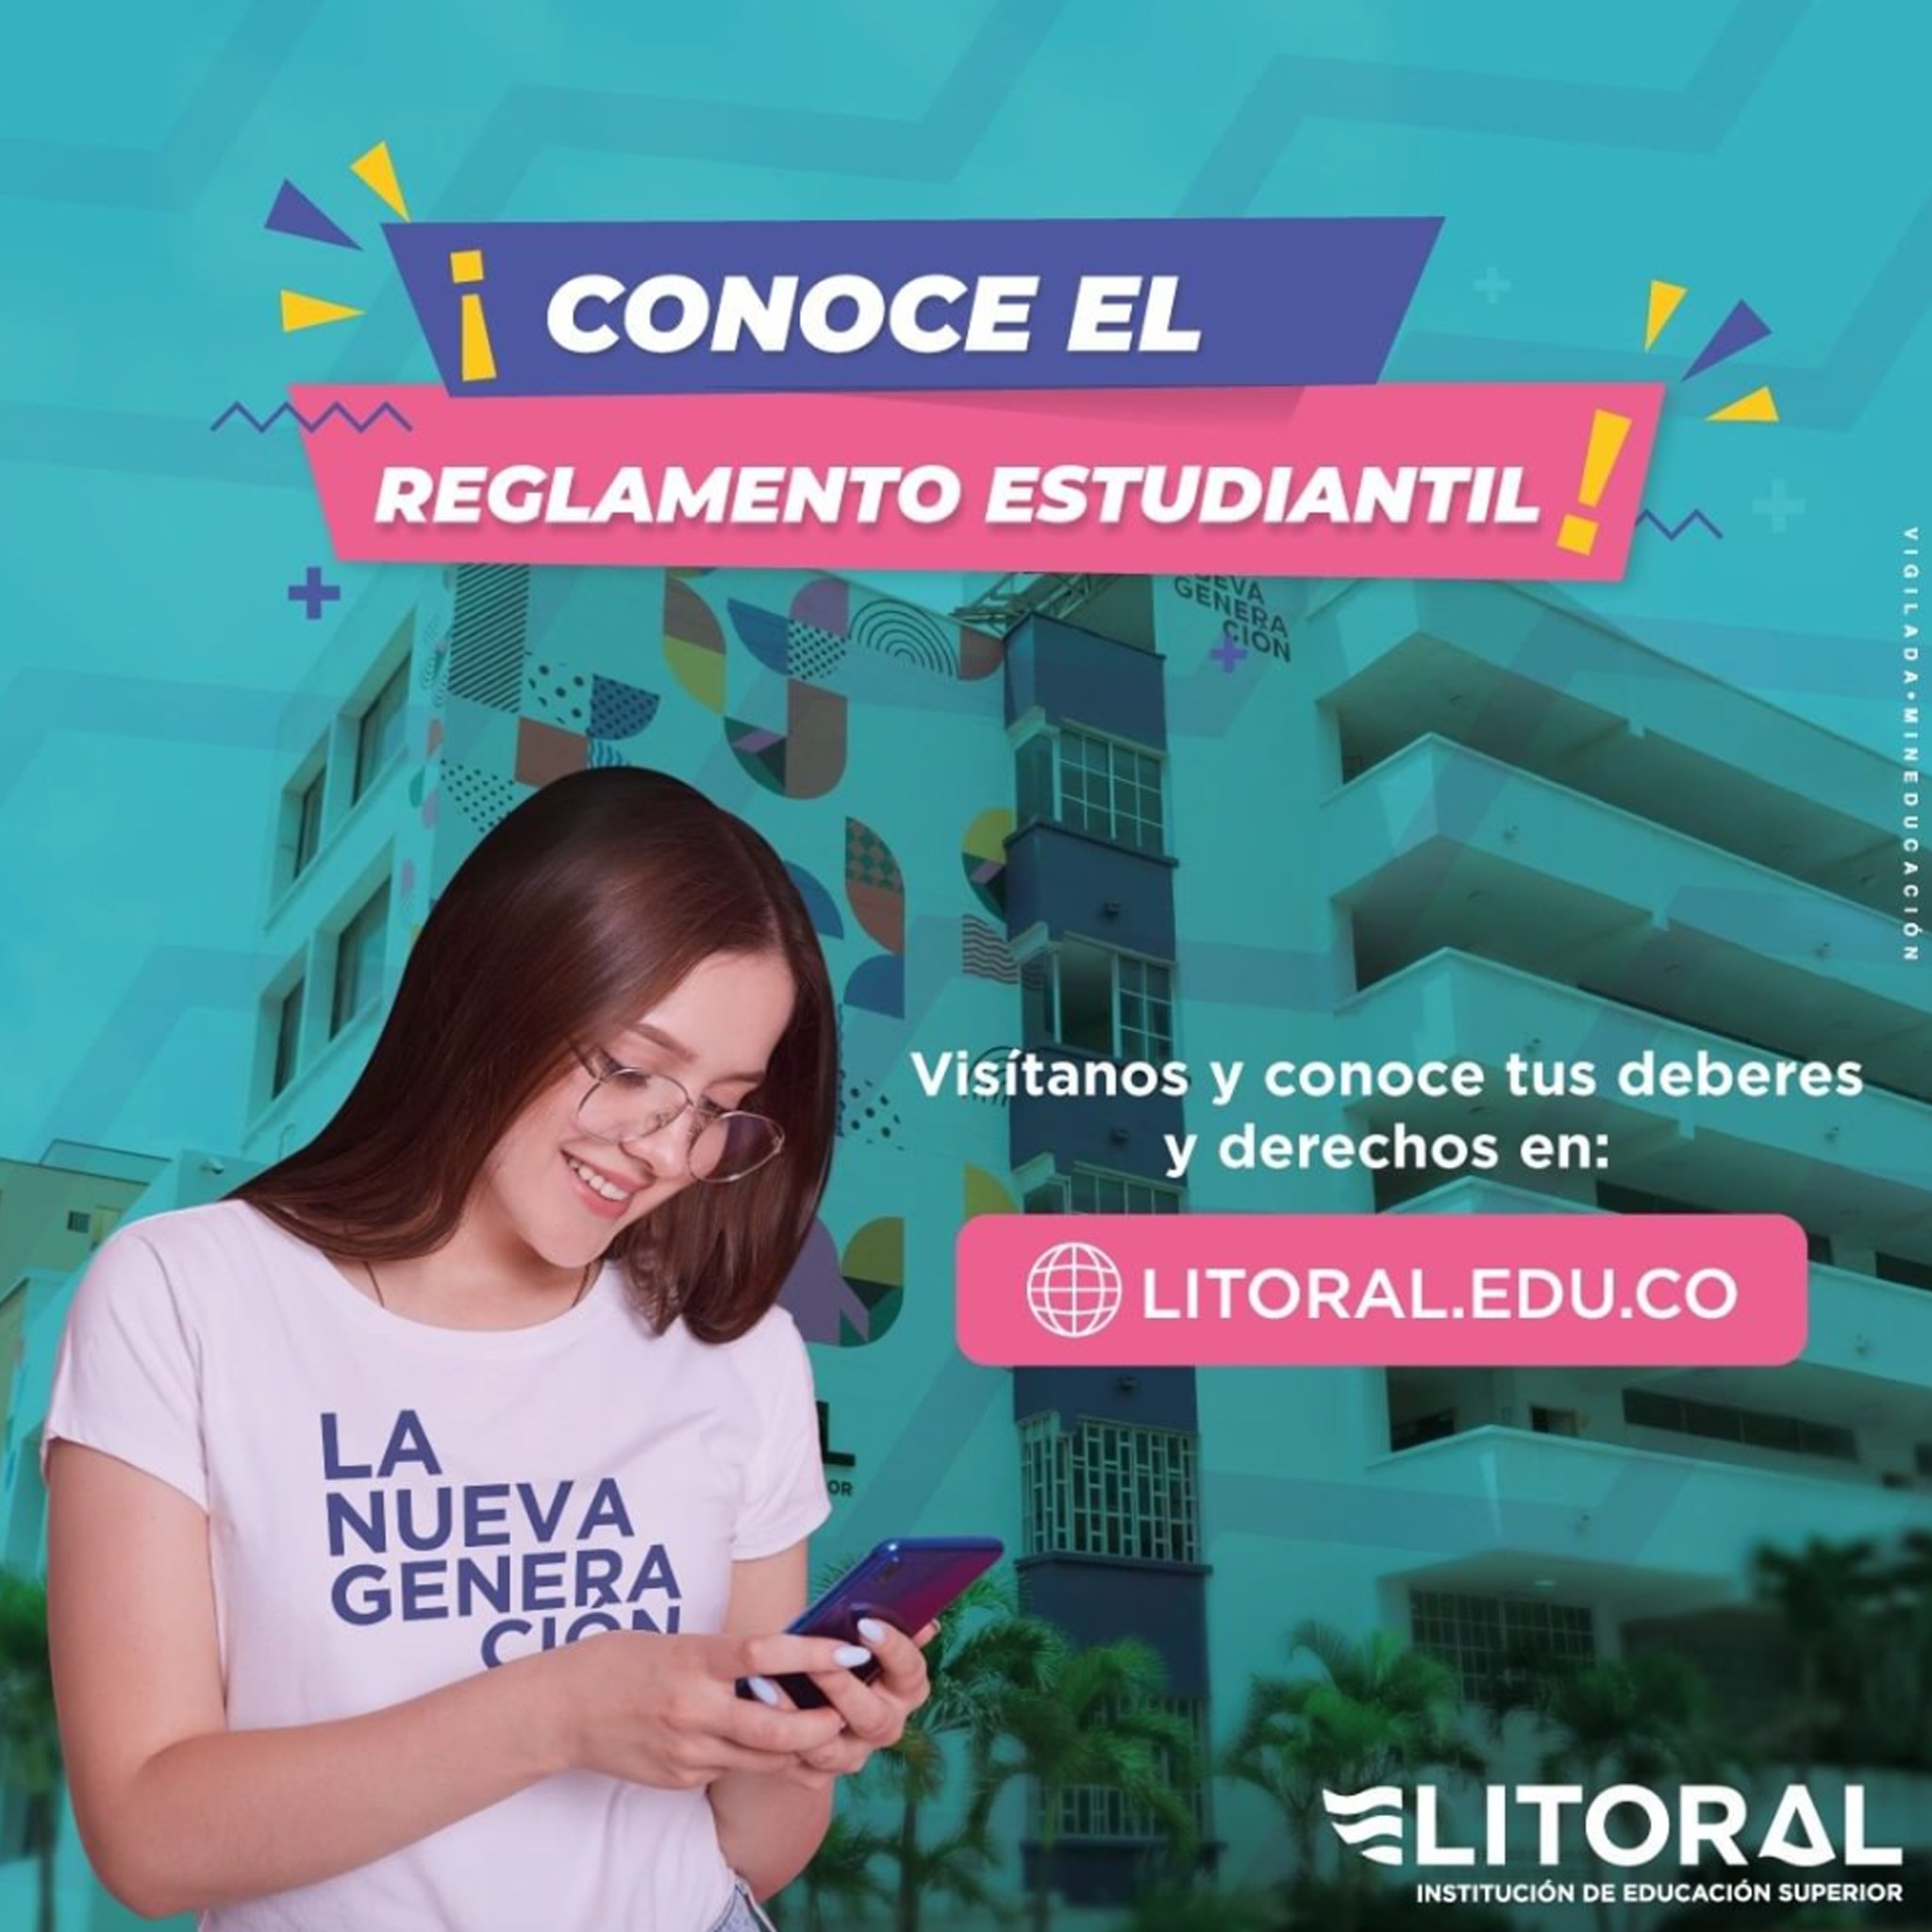 ¡CONOCE EL
REGLAMENTO ESTUDIANTIL!
NUEVA
GENERA
CIÓN
VIGILADA•MINEDUCACIÓN
Visítanos y conoce tus deberes
y derechos en:
LITORAL.EDU.CO
LA
NUEVA
GENERA
CIÓN
LITORAL
INSTITUCIÓN DE EDUCACIÓN SUPERIOR